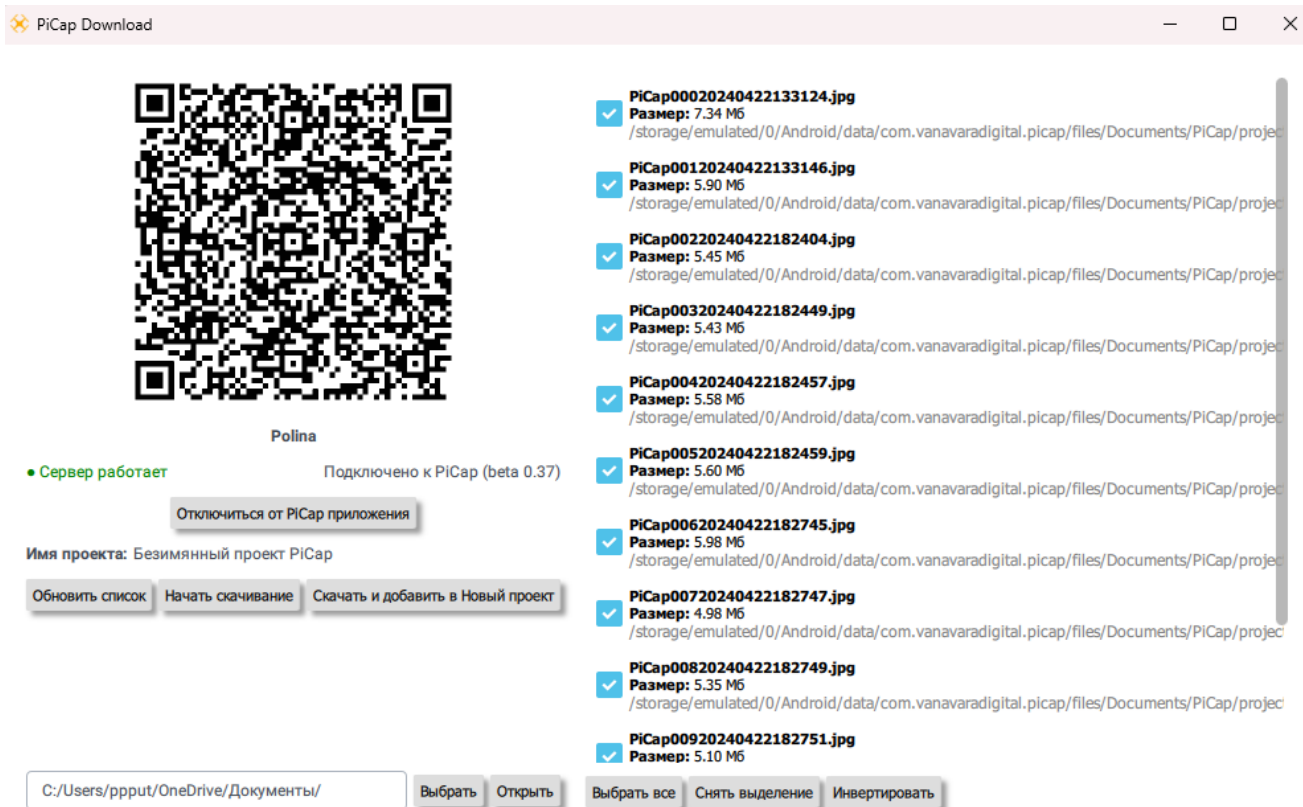 PiCap Download
Polina
● Сервер работает
Подключено к PiCap (beta 0.37)
Отключиться от PiCap приложения
Имя проекта: Безимянный проект PiCap
Обновить список
Начать скачивание
Скачать и добавить в Новый проект
C:/Users/ppput/OneDrive/Документы/
Выбрать
Открыть
PiCap00020240422133124.jpg
Размер: 7.34 Мб
/storage/emulated/0/Android/data/com.vanavaradigital.picap/files/Documents/PiCap/projec
PiCap00120240422133146.jpg
Размер: 5.90 Мб
/storage/emulated/0/Android/data/com.vanavaradigital.picap/files/Documents/PiCap/projec
PiCap00220240422182404.jpg
Размер: 5.45 Мб
/storage/emulated/0/Android/data/com.vanavaradigital.picap/files/Documents/PiCap/projec
PiCap00320240422182449.jpg
Размер: 5.43 Мб
/storage/emulated/0/Android/data/com.vanavaradigital.picap/files/Documents/PiCap/projec
PiCap00420240422182457.jpg
Размер: 5.58 Мб
/storage/emulated/0/Android/data/com.vanavaradigital.picap/files/Documents/PiCap/projec
PiCap00520240422182459.jpg
Размер: 5.60 Мб
/storage/emulated/0/Android/data/com.vanavaradigital.picap/files/Documents/PiCap/projec
PiCap00620240422182745.jpg
Размер: 5.98 Мб
/storage/emulated/0/Android/data/com.vanavaradigital.picap/files/Documents/PiCap/projec
PiCap00720240422182747.jpg
Размер: 4.98 Мб
/storage/emulated/0/Android/data/com.vanavaradigital.picap/files/Documents/PiCap/projec
PiCap00820240422182749.jpg
Размер: 5.35 Мб
/storage/emulated/0/Android/data/com.vanavaradigital.picap/files/Documents/PiCap/projec
PiCap00920240422182751.jpg
Размер: 5.10 Мб
Выбрать все
Снять выделение
Инвертировать